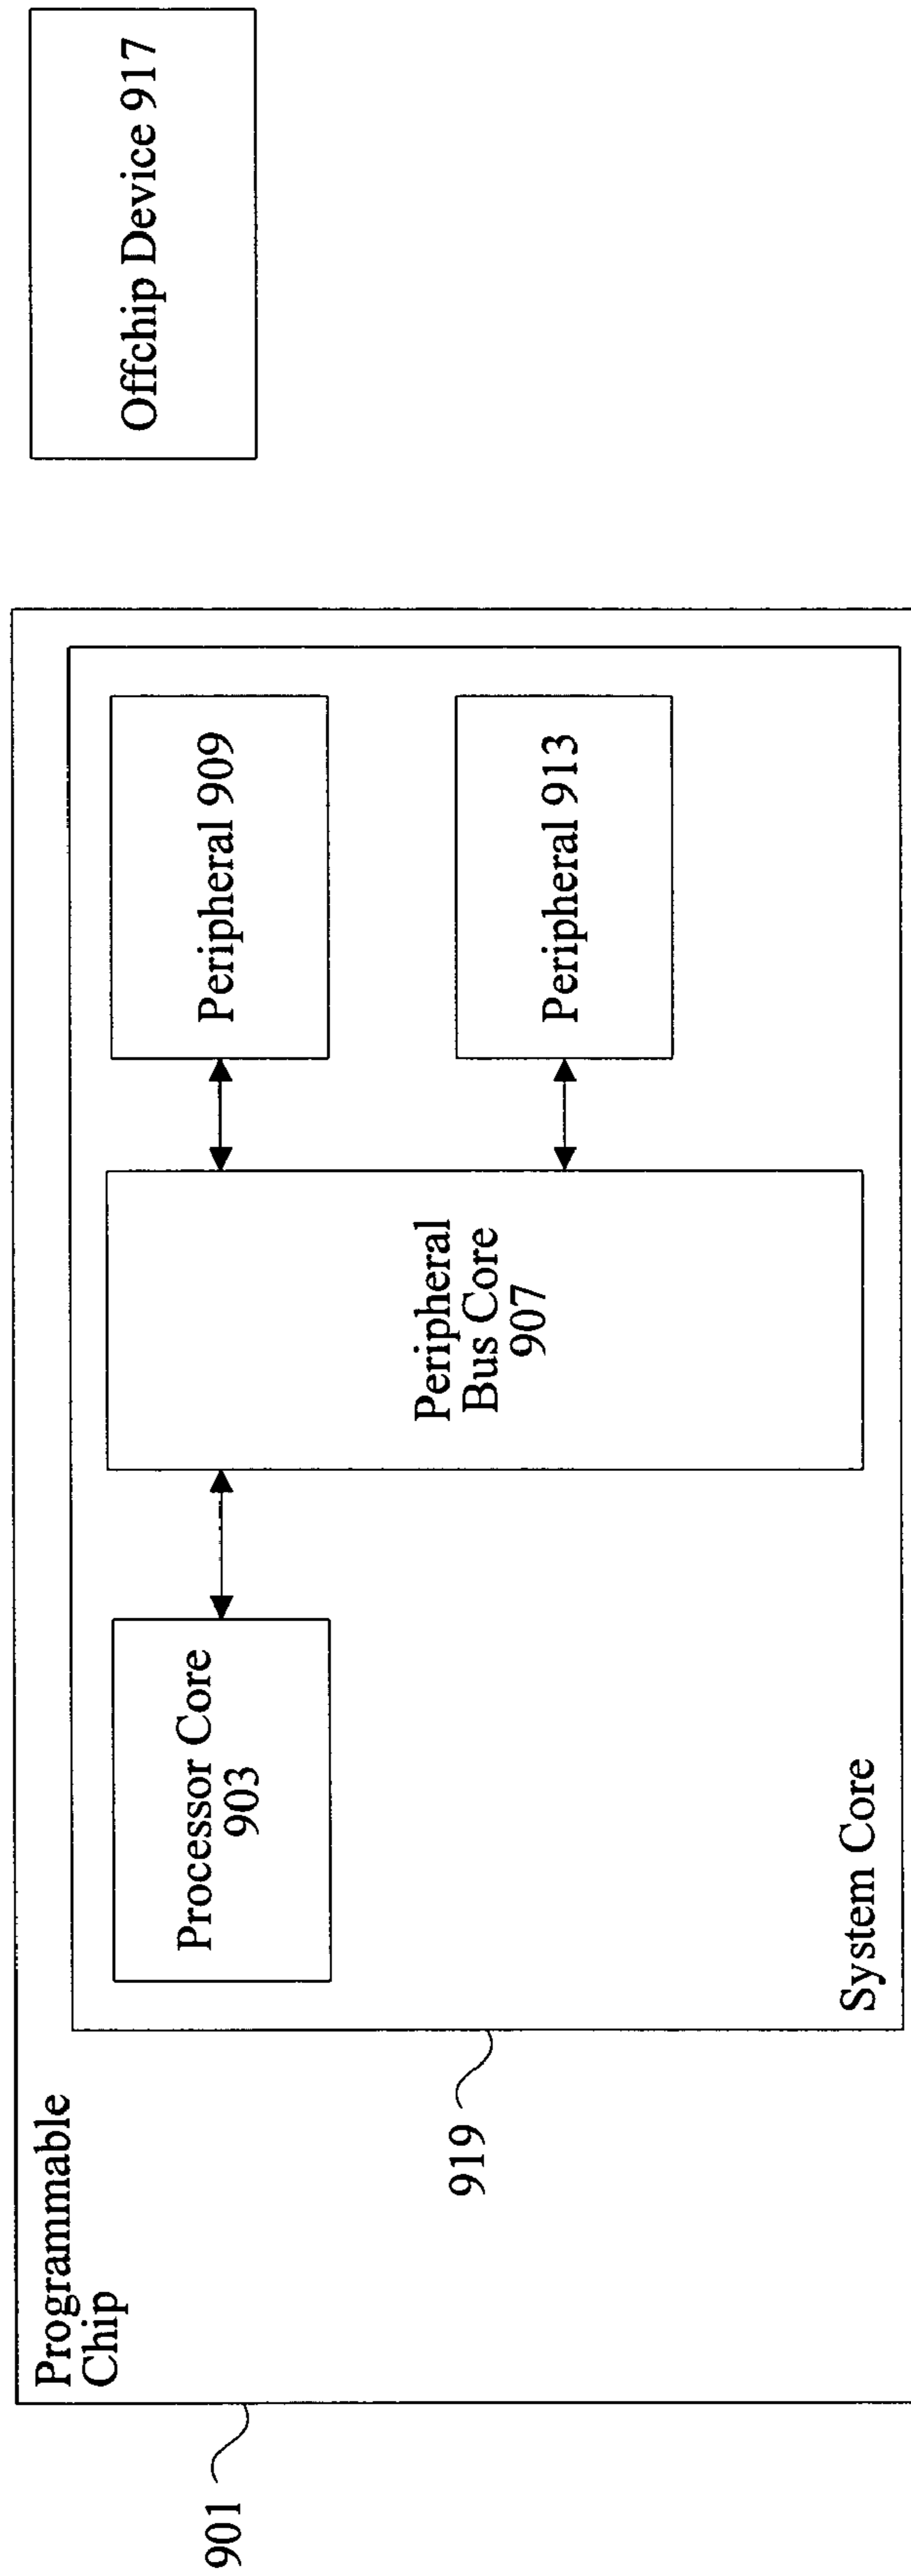 Programmable
Chip
901
919
System Core
Processor Core
903
Peripheral
Bus Core
907
Peripheral 909
Peripheral 913
Offchip Device 917